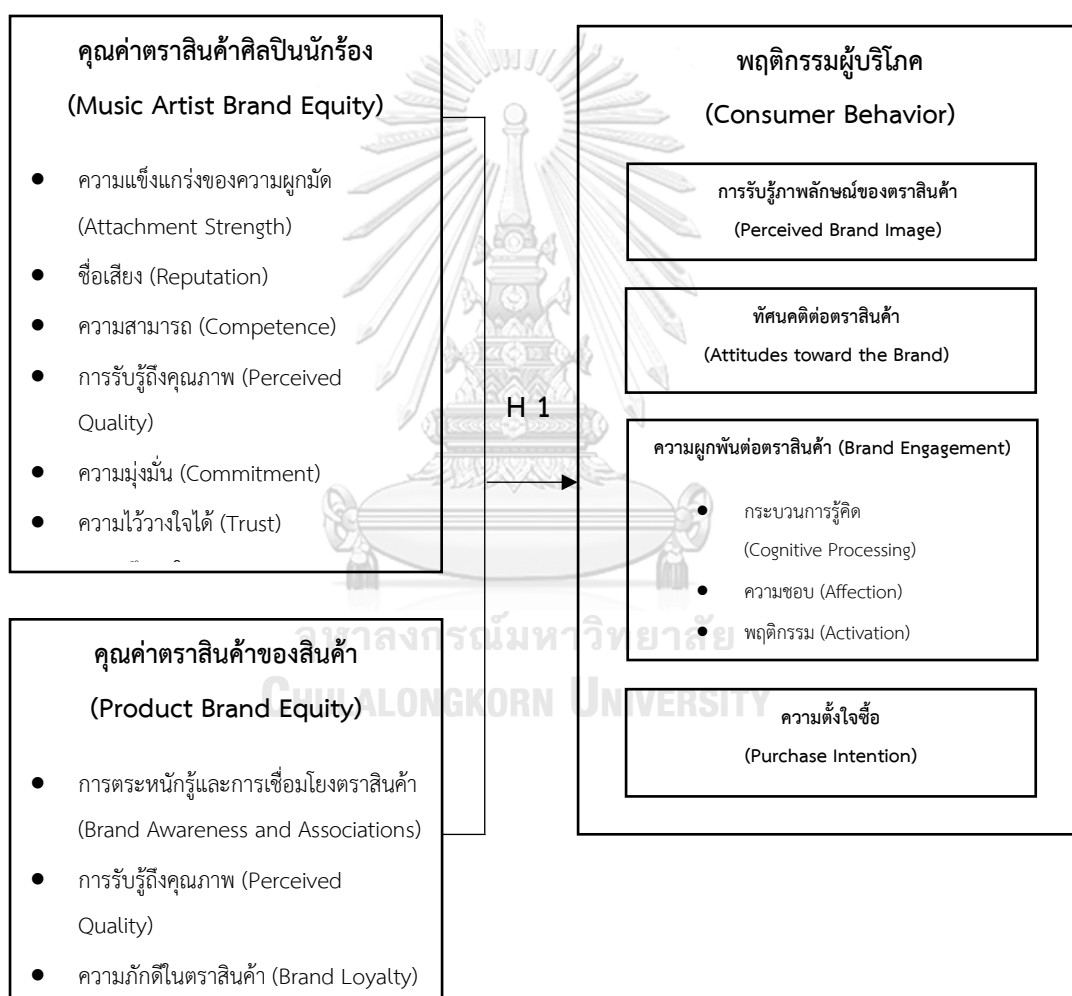 คุณค่าตราสินค้าศิลปินนักร้อง
(Music Artist Brand Equity)
● ความแข็งแกร่งของความผูกมัด
(Attachment Strength)
● ชื่อเสียง (Reputation)
● ความสามารถ (Competence)
● การรับรู้ถึงคุณภาพ (Perceived
Quality)
● ความมุ่งมั่น (Commitment)
● ความไว้วางใจได้ (Trust)
คุณค่าตราสินค้าของสินค้า
(Product Brand Equity)
● การตระหนักรู้และการเชื่อมโยงตราสินค้า
(Brand Awareness and Associations)
● การรับรู้ถึงคุณภาพ (Perceived
Quality)
● ความภักดีในตราสินค้า (Brand Loyalty)
H 1
พฤติกรรมผู้บริโภค
(Consumer Behavior)
การรับรู้ภาพลักษณ์ของตราสินค้า
(Perceived Brand Image)
ทัศนคติต่อตราสินค้า
(Attitudes toward the Brand)
ความผูกพันต่อตราสินค้า (Brand Engagement)
● กระบวนการรู้คิด
(Cognitive Processing)
● ความชอบ (Affection)
● พฤติกรรม (Activation)
ความตั้งใจซื้อ
(Purchase Intention)
จุฬาลงกรณ์มหาวิทยาลัย
CHULALONGKORN UNIVERSITY